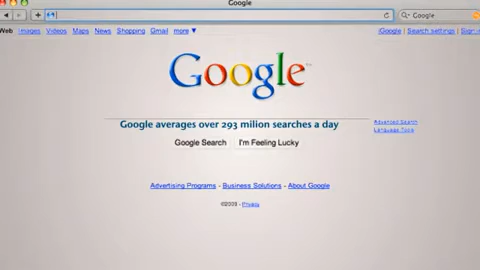 Google
Google
Web Images Videos Maps News Shopping Gmail more ▼
iGoogle | Search settings | Sign in
Google
Google averages over 293 milion searches a day
Advanced Search
Language Tools
Google Search I'm Feeling Lucky
Advertising Programs - Business Solutions - About Google
©2009 - Privacy